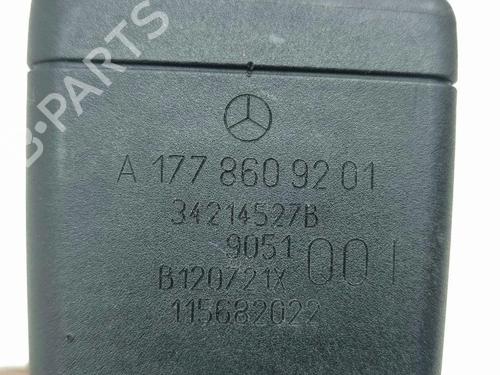 B-PARTS
A 177 860 92 01
34214527B
9051 001
B120721X
115682022